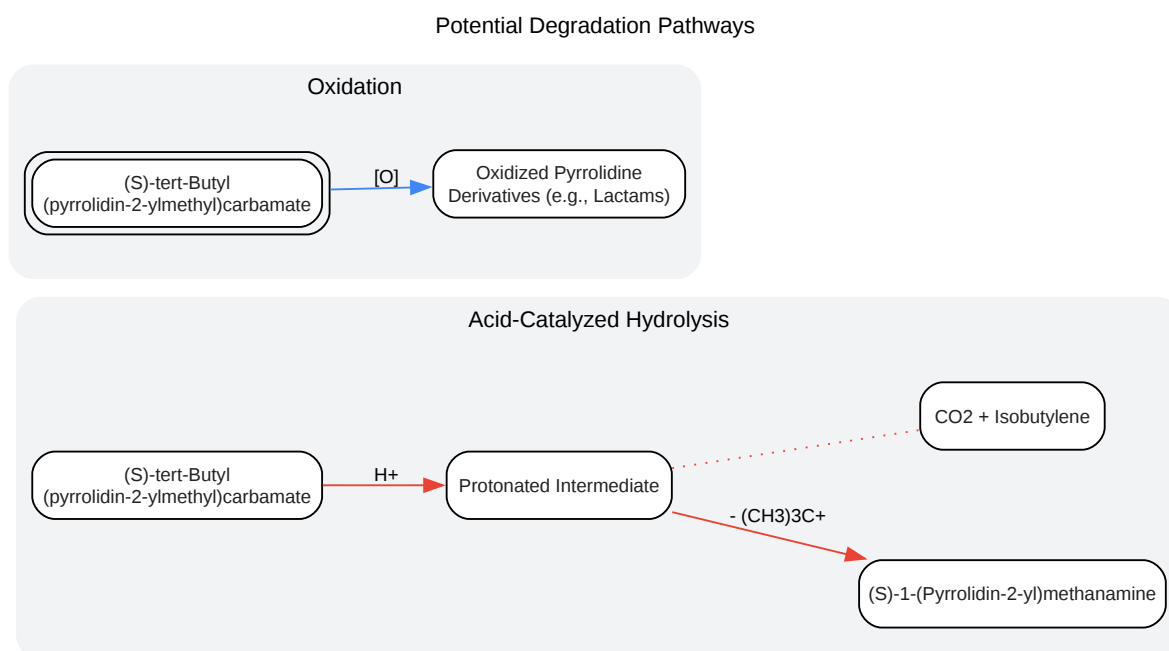 Potential Degradation Pathways
Oxidation
(S)-tert-Butyl
(pyrrolidin-2-ylmethyl)carbamate
[O]
Oxidized Pyrrolidine
Derivatives (e.g., Lactams)
Acid-Catalyzed Hydrolysis
(S)-tert-Butyl
(pyrrolidin-2-ylmethyl)carbamate
H+
Protonated Intermediate
CO2 + Isobutylene
- (CH3)3C+
(S)-1-(Pyrrolidin-2-yl)methanamine